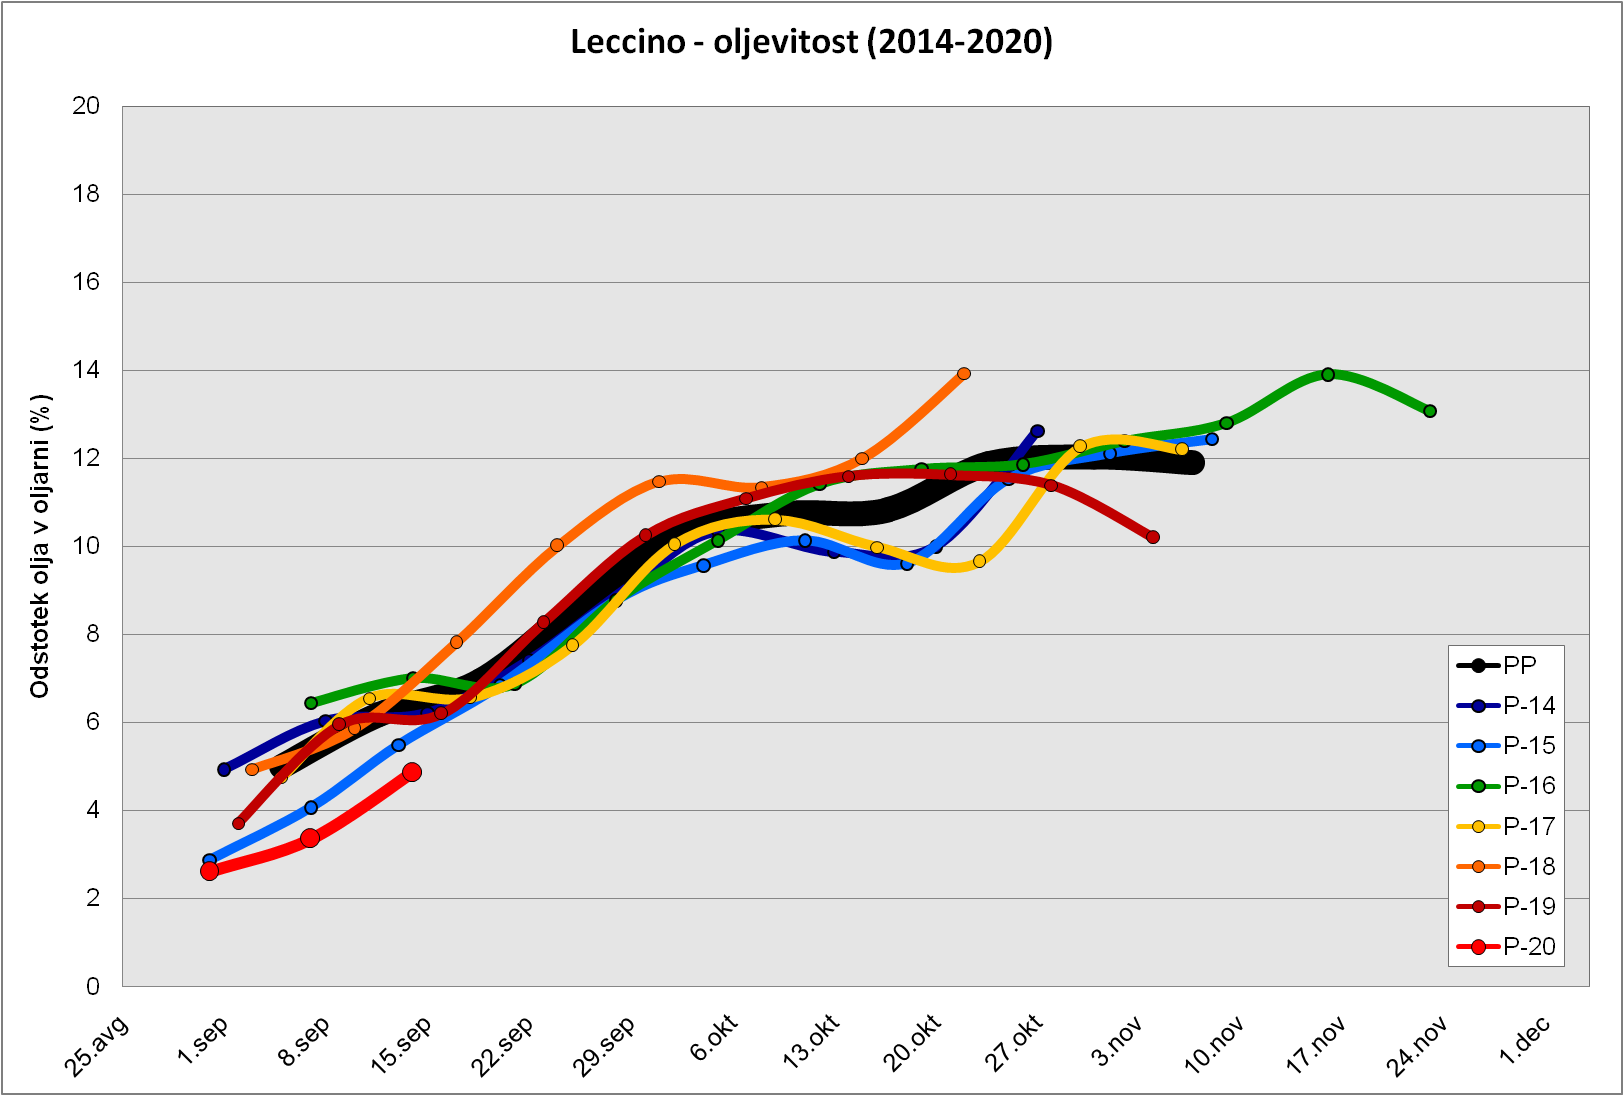 Leccino - oljevitost (2014-2020)
Odstotek olja v oljarni (%)
20
18
16
14
12
10
8
6
4
2
0
25.avg
1.sep
8.sep
15.sep
22.sep
29.sep
6.okt
13.okt
20.okt
27.okt
3.nov
10.nov
17.nov
24.nov
1.dec
PP
P-14
P-15
P-16
P-17
P-18
P-19
P-20